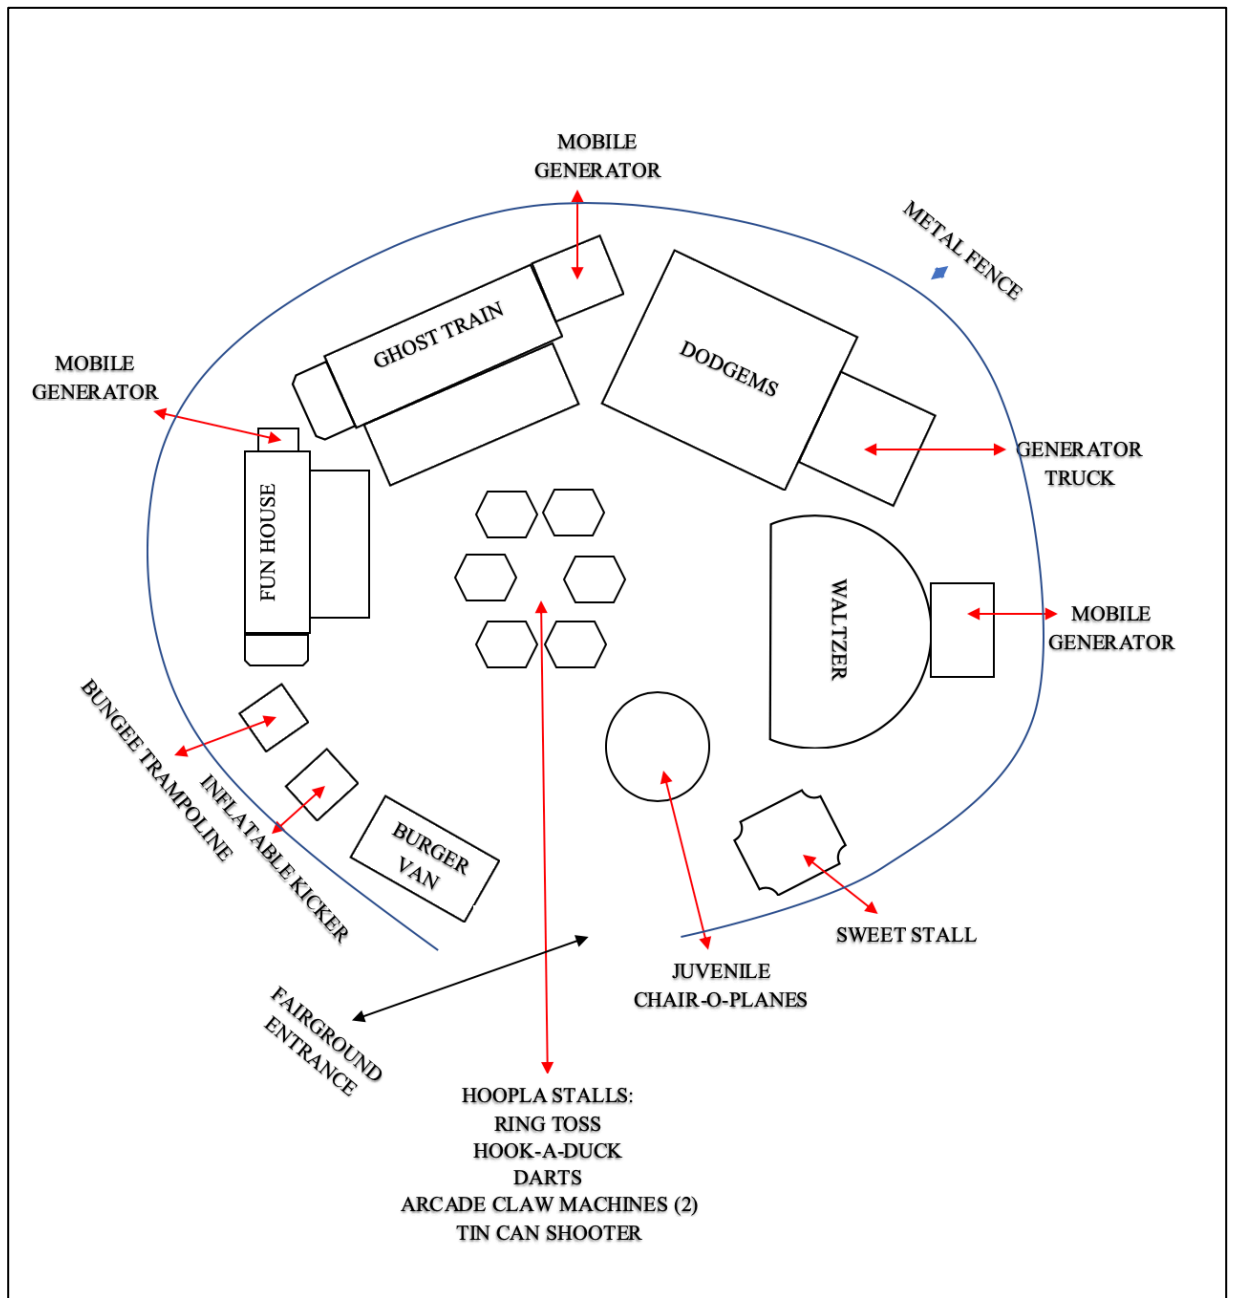 MOBILE
GENERATOR
METAL FENCE
GHOST TRAIN
DODGEMS
MOBILE
GENERATOR
GENERATOR
TRUCK
FUN HOUSE
WALTZER
MOBILE
GENERATOR
BUNGEE TRAMPOLINE
INFLATABLE KICKER
BURGER
VAN
SWEET STALL
JUVENILE
CHAIR-O-PLANES
FAIRGROUND
ENTRANCE
HOOPLA STALLS:
RING TOSS
HOOK-A-DUCK
DARTS
ARCADE CLAW MACHINES (2)
TIN CAN SHOOTER